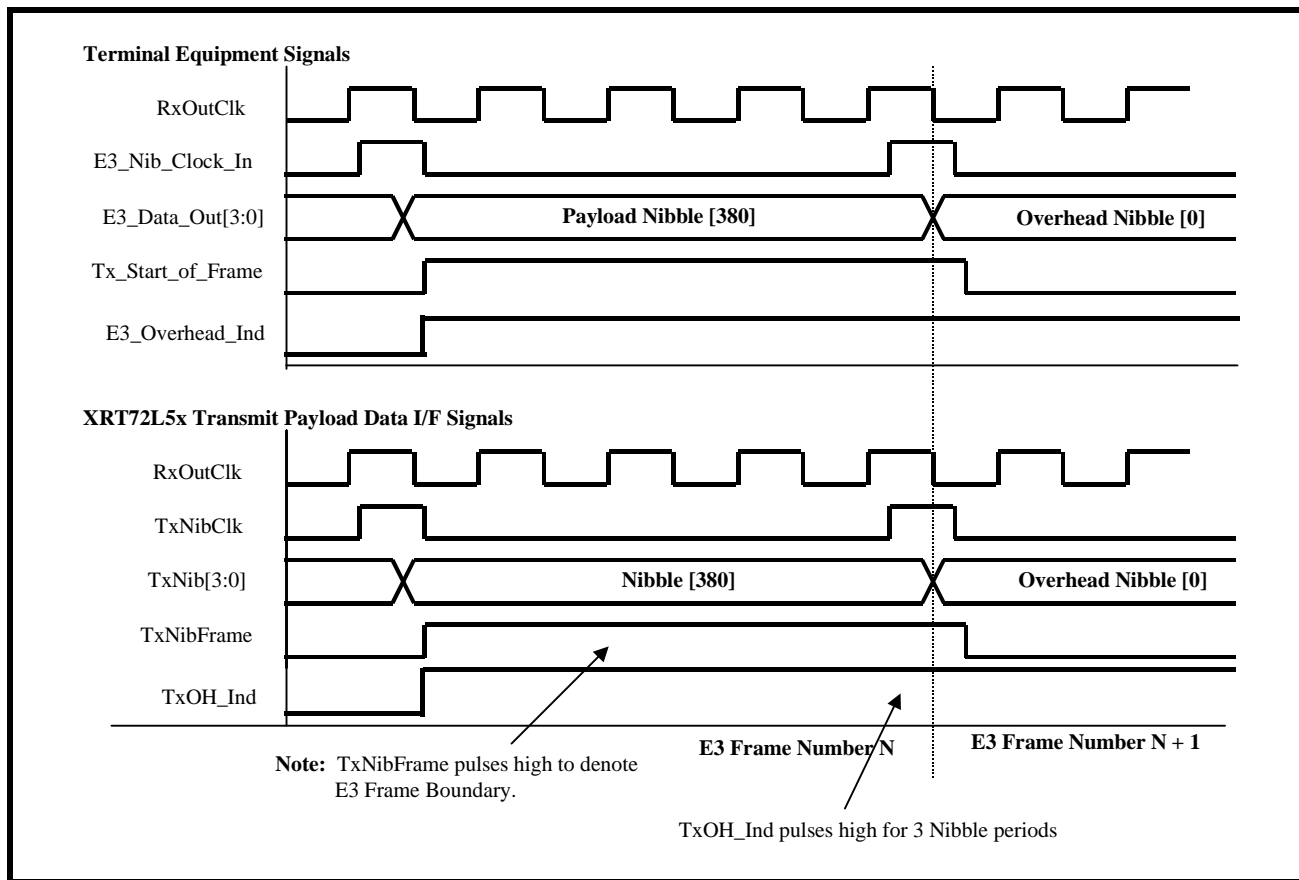 Terminal Equipment Signals
RxOutClk
E3_Nib_Clock_In
E3_Data_Out[3:0]
Payload Nibble [380]
Overhead Nibble [0]
Tx_Start_of_Frame
E3_Overhead_Ind
XRT72L5x Transmit Payload Data I/F Signals
RxOutClk
TxNibClk
TxNib[3:0]
Nibble [380]
Overhead Nibble [0]
TxNibFrame
TxOH_Ind
E3 Frame Number N
E3 Frame Number N + 1
Note: TxNibFrame pulses high to denote
E3 Frame Boundary.
TxOH_Ind pulses high for 3 Nibble periods